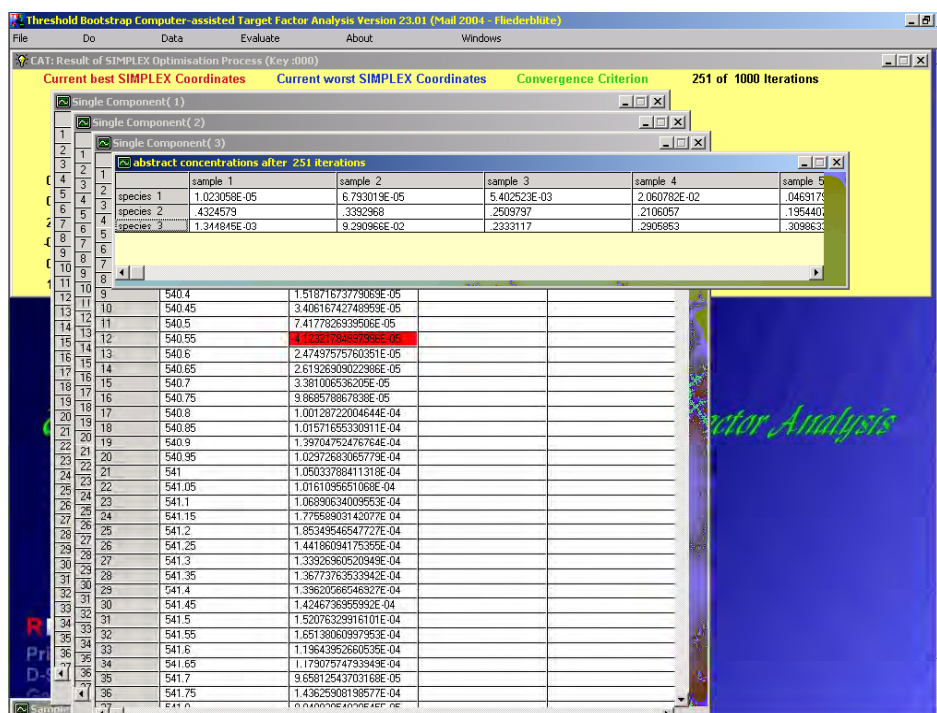 Threshold Bootstrap Computer-assisted Target Factor Analysis Version 23.01 (Mail 2004 - Fliederblüte)
File Do Data Evaluate About Windows
CAT: Result of SIMPLEX Optimisation Process (Key :000)
Current best SIMPLEX Coordinates Current worst SIMPLEX Coordinates Convergence Criterion 251 of 1000 Iterations
Single Component( 1)
Single Component( 2)
Single Component( 3)
abstract concentrations after 251 iterations
sample 1 sample 2 sample 3 sample 4 sample 5
species 1 1.023058E-05 6.793019E-05 5.402523E-03 2.060782E-02 .046917
species 2 .4324579 .3392968 .2509797 .2106057 .195440
species 3 1.344845E-03 9.290966E-02 .2333117 .2905853 .309863
9 540.4 1.51871673779069E-05
10 540.45 3.40616742748959E-05
11 540.5 7.4177826939506E-05
12 540.55
13 540.6 2.47497575760351E-05
14 540.65 2.61926909022986E-05
15 540.7 3.381006536205E-05
16 540.75 9.868578867838E-05
17 540.8 1.00128722004644E-04
18 540.85 1.01571655330911E-04
19 540.9 1.39704752476764E-04
20 540.95 1.02972683065779E-04
21 541 1.05033788411318E-04
22 541.05 1.0161095651068E-04
23 541.1 1.06890634009553E-04
24 541.15 1.77558903142077E-04
25 541.2 1.85349546547727E-04
26 541.25 1.44186094175355E-04
27 541.3 1.33926960520949E-04
28 541.35 1.36773763533942E-04
29 541.4 1.39620566546927E-04
30 541.45 1.4246736955992E-04
31 541.5 1.52076329916101E-04
32 541.55 1.65138060997953E-04
33 541.6 1.19643952660535E-04
34 541.65 1.17907574793949E-04
35 541.7 9.65812543703168E-05
36 541.75 1.43625908198577E-04
ctor Analysis